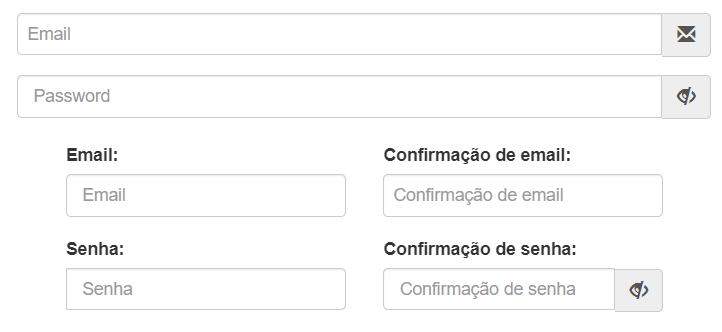 Email
Password
Email: Confirmação de email:
Email Confirmação de email
Senha: Confirmação de senha:
Senha Confirmação de senha